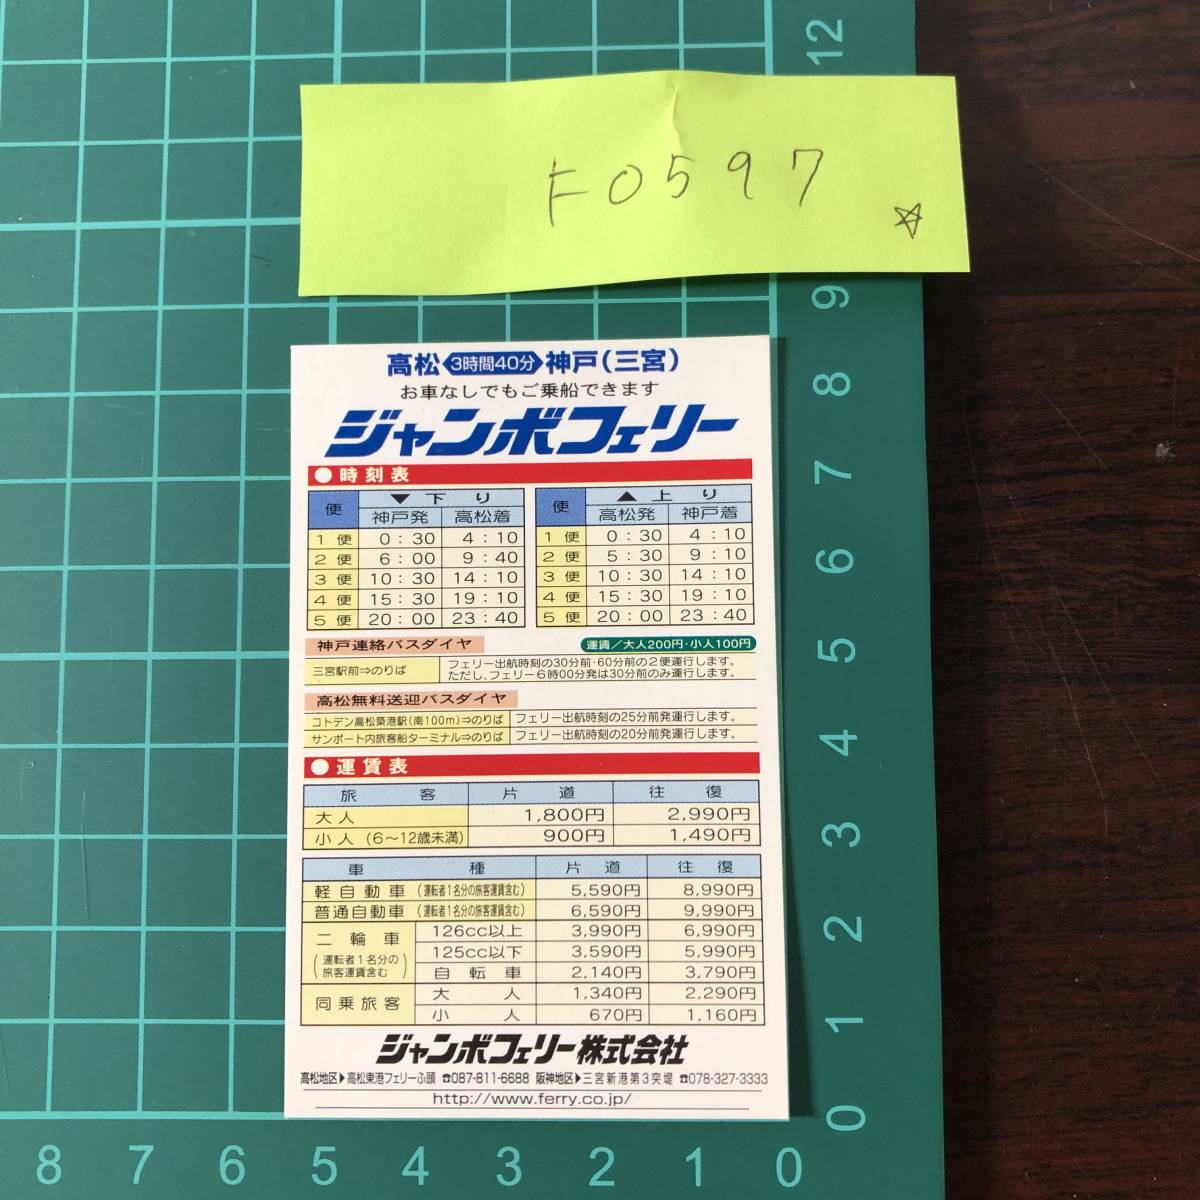 F0597
高松 3時間40分 神戸(三宮)
お車なしでもご乗船できます
ジャンボフェリー
● 時刻表
便 ▼下り
神戸発 高松着
1便 0:30 4:10
2便 6:00 9:40
3便 10:30 14:10
4便 15:30 19:10
5便 20:00 23:40
便 ▲上り
高松発 神戸着
1便 0:30 4:10
2便 5:30 9:10
3便 10:30 14:10
4便 15:30 19:10
5便 20:00 23:40
神戸連絡バスダイヤ 運賃/大人200円・小人100円
三宮駅前⇒のりば フェリー出航時刻の30分前・60分前の2便運行します。
ただし、フェリー6時00分発は30分前のみ運行します。
高松無料送迎バスダイヤ
コトデン高松築港駅(南100m)⇒のりば フェリー出航時刻の25分前発運行します。
サンポート内旅客船ターミナル⇒のりば フェリー出航時刻の20分前発運行します。
● 運賃表
旅客 片道 往復
大人 1,800円 2,990円
小人(6〜12歳未満) 900円 1,490円
車種 片道 往復
軽自動車(運転者1名分の旅客運賃含む) 5,590円 8,990円
普通自動車(運転者1名分の旅客運賃含む) 6,590円 9,990円
二輪車(運転者1名分の旅客運賃含む) 126cc以上 3,990円 6,990円
125cc以下 3,590円 5,990円
自転車 2,140円 3,790円
同乗旅客 大人 1,340円 2,290円
小人 670円 1,160円
ジャンボフェリー株式会社
高松地区▶高松東港フェリーふ頭 ☎087-811-6688 阪神地区▶三宮新港第3突堤 ☎078-327-3333
http://www.ferry.co.jp/
12
9
8
7
6
5
4
3
2
1
0
8 7 6 5 4 3 2 1 0